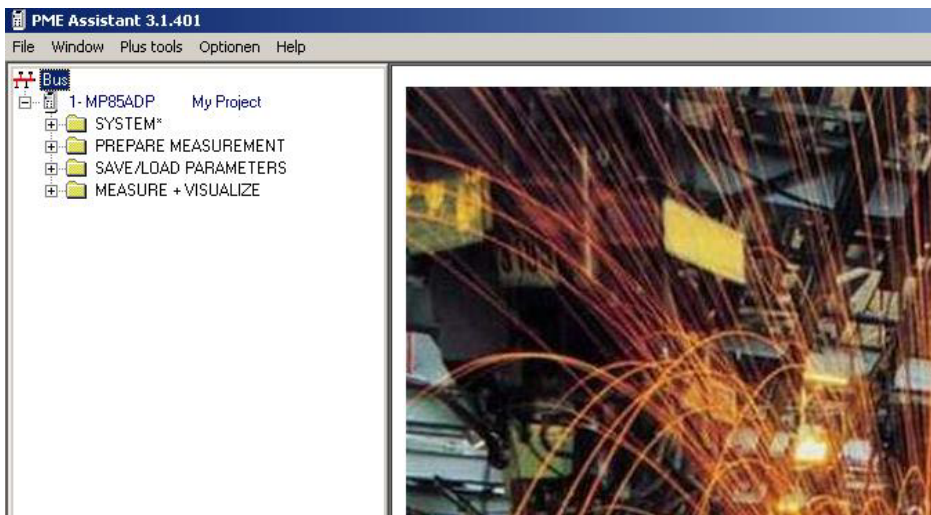 PME Assistant 3.1.401
File Window Plus tools Optionen Help
Bus
1- MP85ADP My Project
SYSTEM*
PREPARE MEASUREMENT
SAVE/LOAD PARAMETERS
MEASURE + VISUALIZE